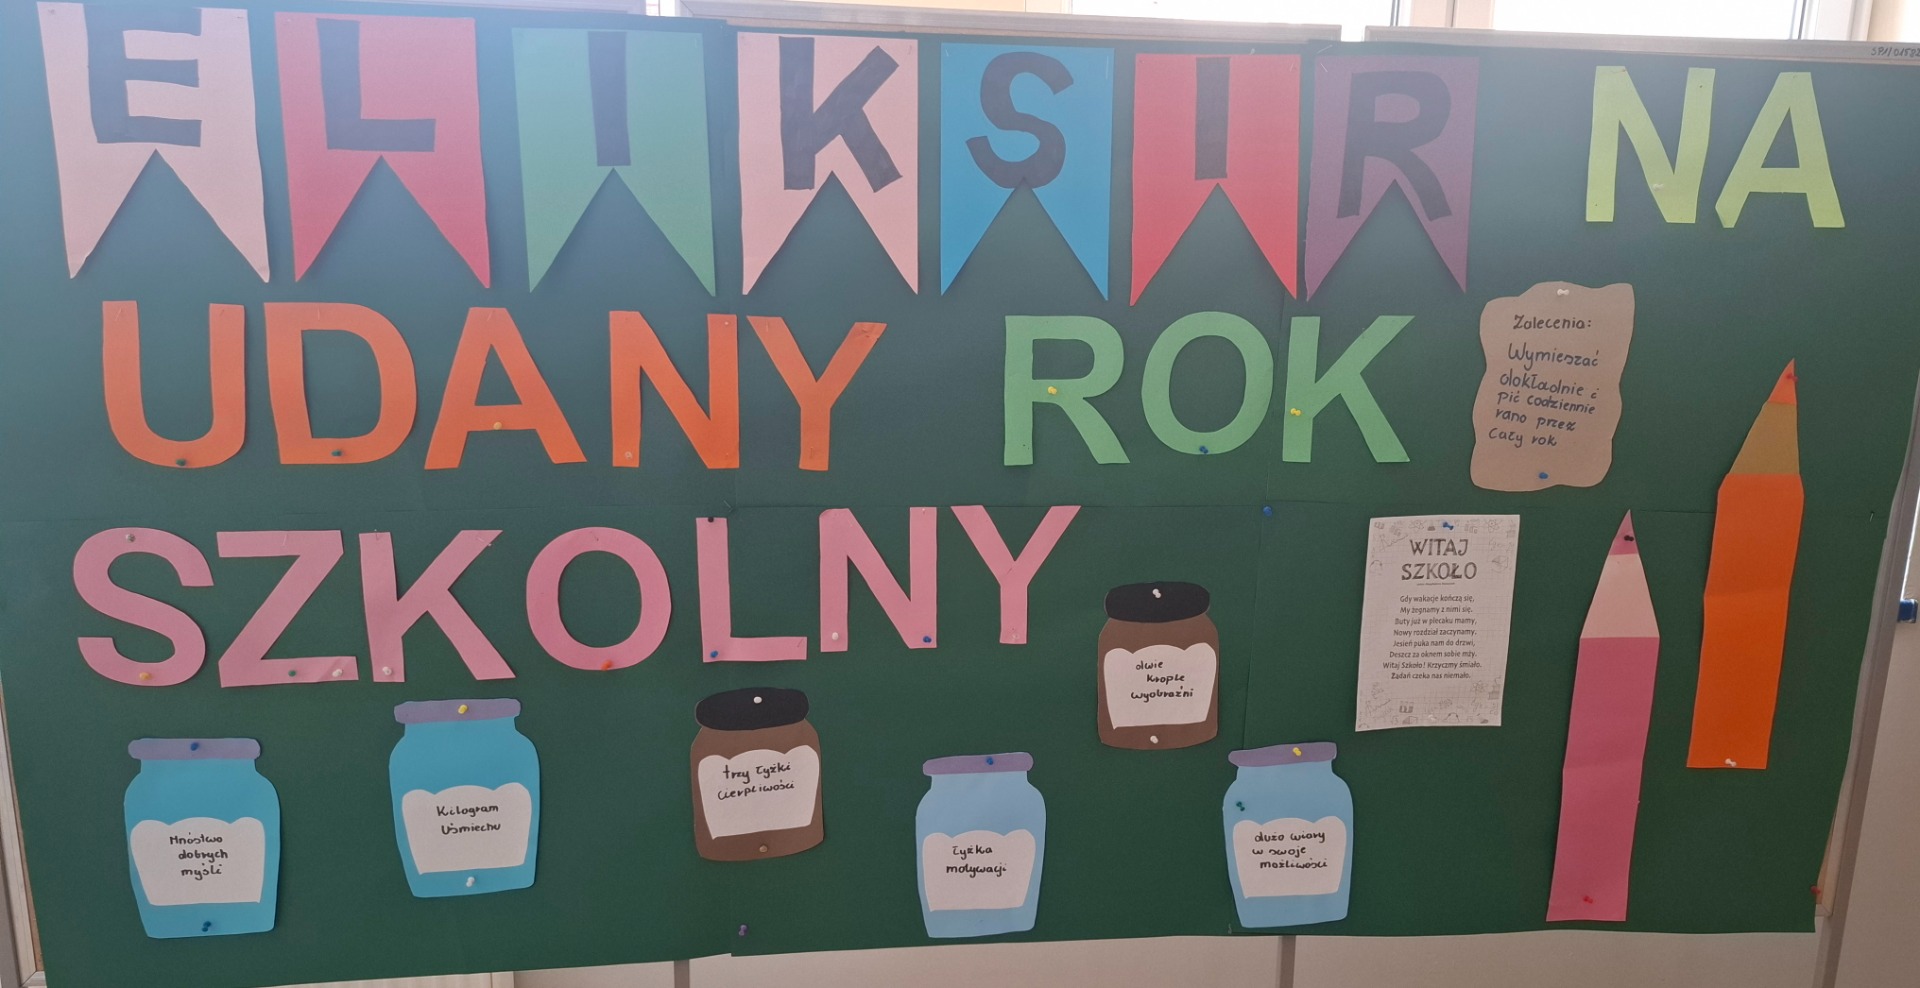 ELIKSIR NA
UDANY ROK
SZKOLNY
Zalecenia:
Wymieszać
dokładnie i
pić codziennie
rano przez
cały rok
WITAJ
SZKOŁO
Gdy wakacje kończą się,
My żegnamy z nimi się.
Buty już w plecaku mamy,
Nowy rozdział zaczynamy.
Jesień puka nam do drzwi,
Deszcz za oknem sobie mży.
Witaj Szkoło! Krzyczmy śmiało.
Zadań czeka nas niemało.
Mnóstwo
dobrych
myśli
Kilogram
Uśmiechu
trzy łyżki
cierpliwości
łyżka
motywacji
dwie
krople
wyobraźni
dużo wiary
w swoje
możliwości